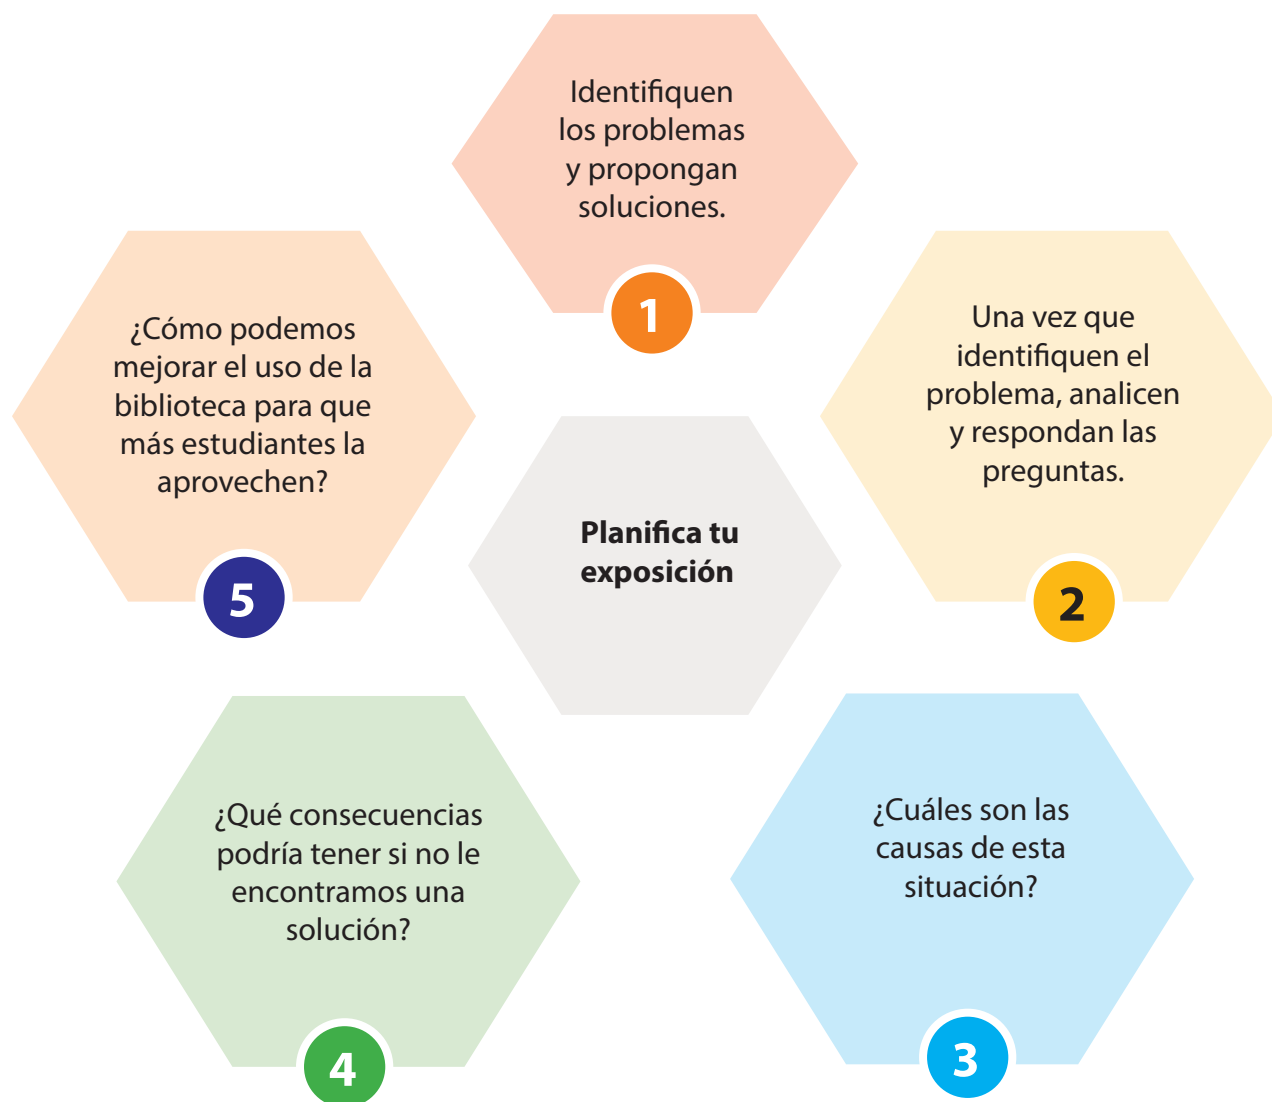 Identifiquen
los problemas
y propongan
soluciones.
1
Una vez que
identifiquen el
problema, analicen
y respondan las
preguntas.
2
¿Cuáles son las
causas de esta
situación?
3
¿Qué consecuencias
podría tener si no le
encontramos una
solución?
4
¿Cómo podemos
mejorar el uso de la
biblioteca para que
más estudiantes la
aprovechen?
5
Planifica tu
exposición